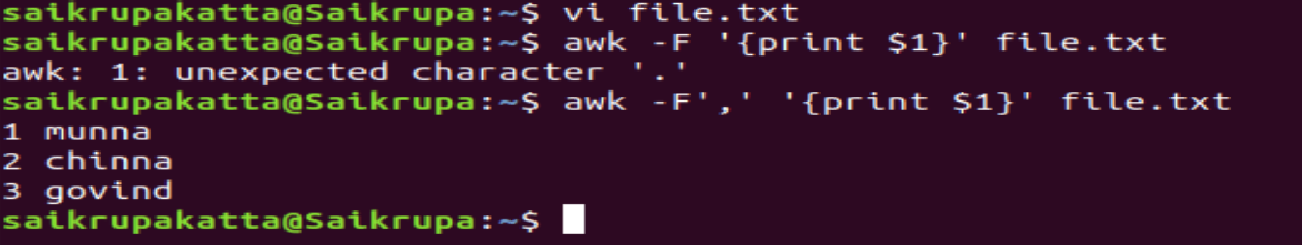 saikrupakatta@Saikrupa:~$ vi file.txt
saikrupakatta@Saikrupa:~$ awk -F '{print $1}' file.txt
awk: 1: unexpected character '.'
saikrupakatta@Saikrupa:~$ awk -F',' '{print $1}' file.txt
1 munna
2 chinna
3 govind
saikrupakatta@Saikrupa:~$